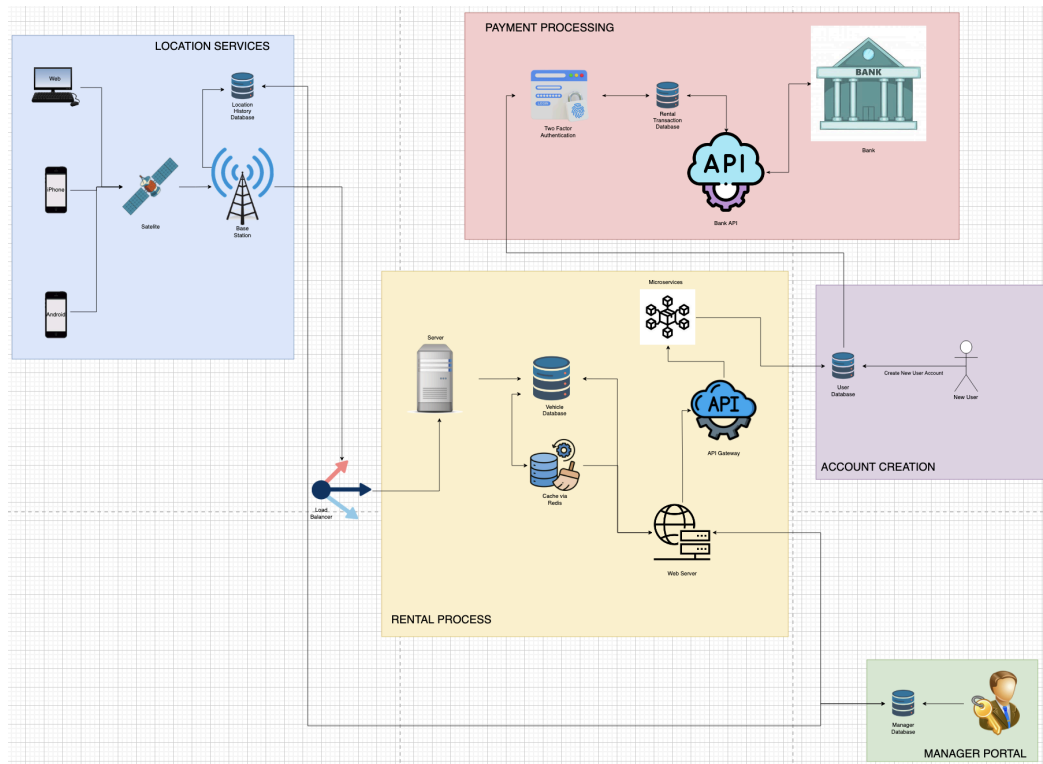 LOCATION SERVICES
Web
Location
History
Database
iPhone
Satelite
Base
Station
Android
PAYMENT PROCESSING
BANK
Two Factor
Authentication
Rental
Transaction
Database
API
Bank API
Bank
Microservices
Server
Vehicle
Database
API
API Gateway
Cache via
Redis
Web Server
RENTAL PROCESS
Load
Balancer
User
Database
Create New User Account
New User
ACCOUNT CREATION
Manager
Database
MANAGER PORTAL